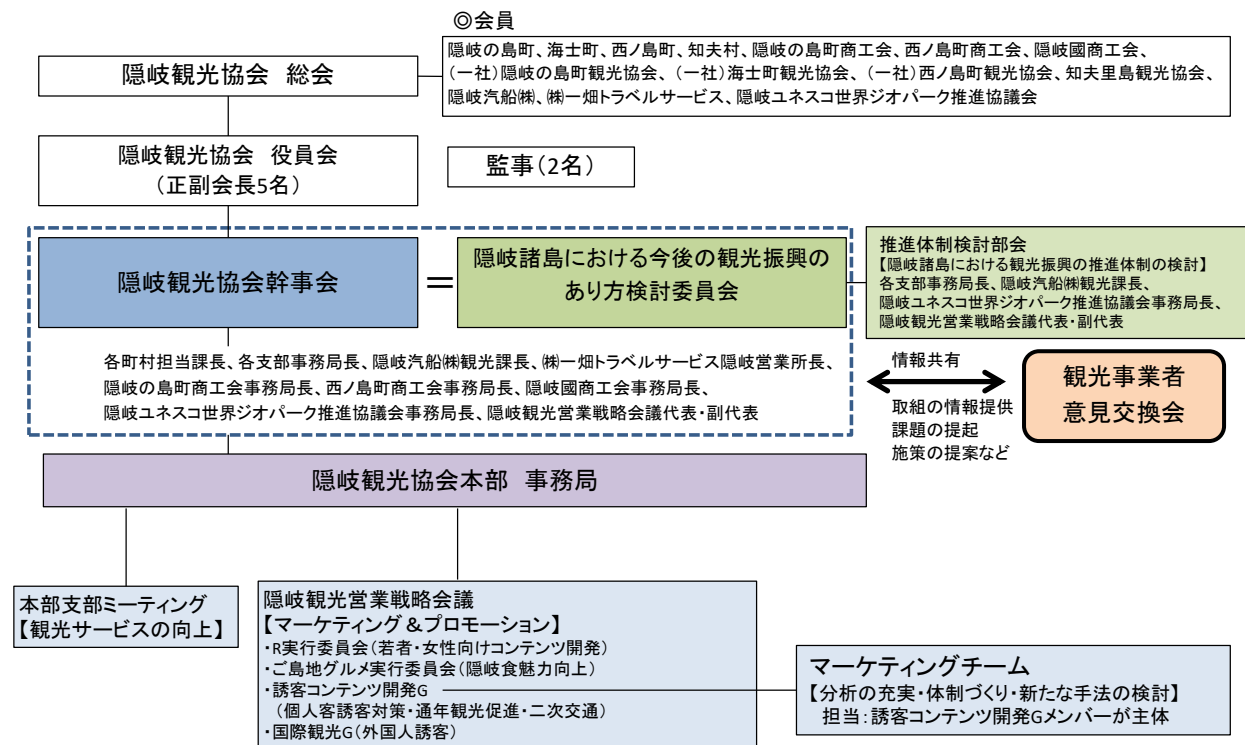 ◎会員
隠岐観光協会 総会
隠岐の島町、海士町、西ノ島町、知夫村、隠岐の島町商工会、西ノ島町商工会、隠岐國商工会、
(一社)隠岐の島町観光協会、(一社)海士町観光協会、(一社)西ノ島町観光協会、知夫里島観光協会、
隠岐汽船㈱、㈱一畑トラベルサービス、隠岐ユネスコ世界ジオパーク推進協議会
隠岐観光協会 役員会
(正副会長5名)
監事(2名)
隠岐観光協会幹事会
=
隠岐諸島における今後の観光振興の
あり方検討委員会
推進体制検討部会
【隠岐諸島における観光振興の推進体制の検討】
各支部事務局長、隠岐汽船㈱観光課長、
隠岐ユネスコ世界ジオパーク推進協議会事務局長、
隠岐観光営業戦略会議代表・副代表
各町村担当課長、各支部事務局長、隠岐汽船㈱観光課長、㈱一畑トラベルサービス隠岐営業所長、
隠岐の島町商工会事務局長、西ノ島町商工会事務局長、隠岐國商工会事務局長、
隠岐ユネスコ世界ジオパーク推進協議会事務局長、隠岐観光営業戦略会議代表・副代表
情報共有
取組の情報提供
課題の提起
施策の提案など
観光事業者
意見交換会
隠岐観光協会本部 事務局
本部支部ミーティング
【観光サービスの向上】
隠岐観光営業戦略会議
【マーケティング&プロモーション】
・R実行委員会(若者・女性向けコンテンツ開発)
・ご島地グルメ実行委員会(隠岐食魅力向上)
・誘客コンテンツ開発G
(個人客誘客対策・通年観光促進・二次交通)
・国際観光G(外国人誘客)
マーケティングチーム
【分析の充実・体制づくり・新たな手法の検討】
担当:誘客コンテンツ開発Gメンバーが主体